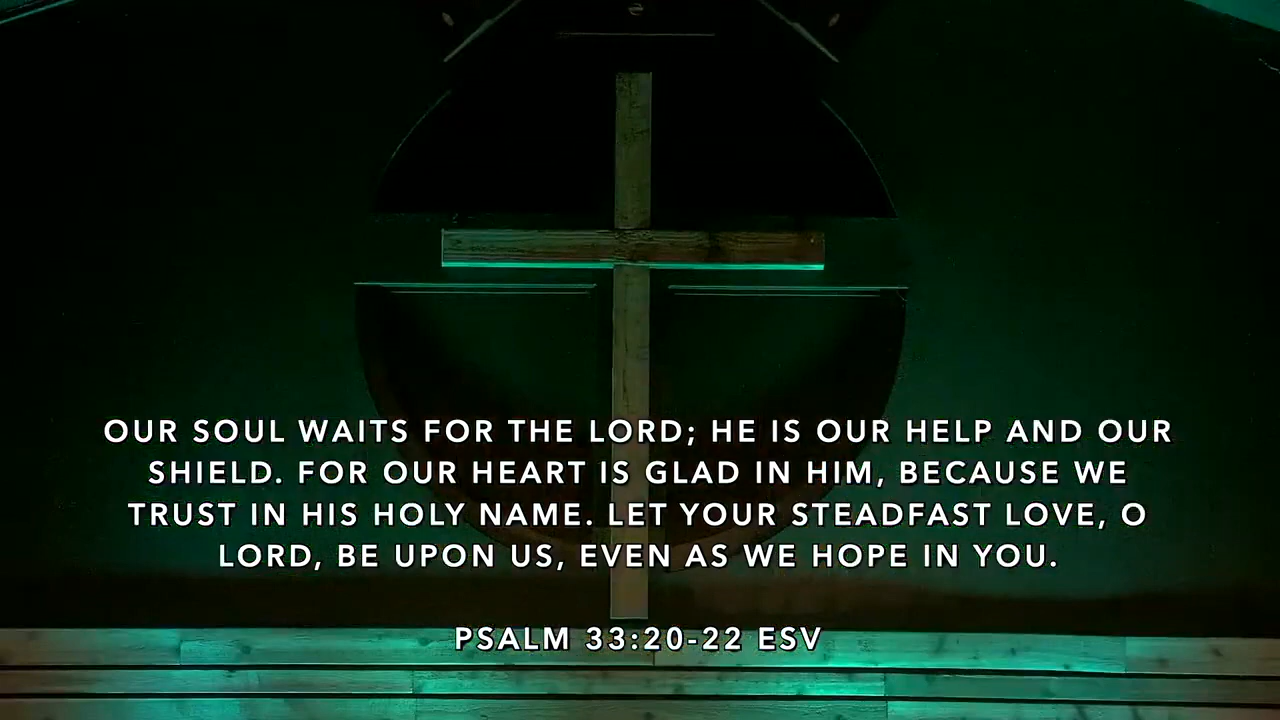 OUR SOUL WAITS FOR THE LORD; HE IS OUR HELP AND OUR
SHIELD. FOR OUR HEART IS GLAD IN HIM, BECAUSE WE
TRUST IN HIS HOLY NAME. LET YOUR STEADFAST LOVE, O
LORD, BE UPON US, EVEN AS WE HOPE IN YOU.
PSALM 33:20-22 ESV